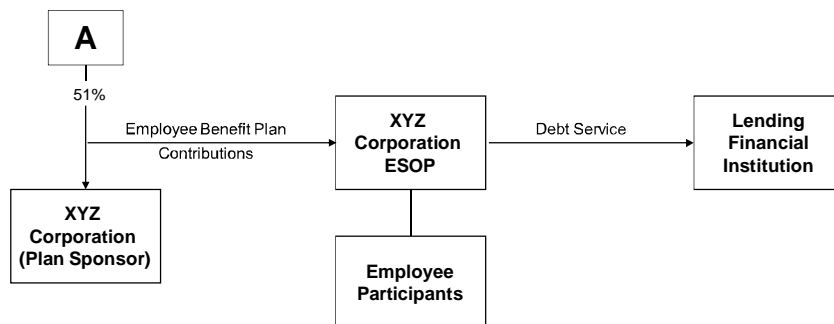 A
51%
Employee Benefit Plan
Contributions
XYZ
Corporation
ESOP
Debt Service
Lending
Financial
Institution
XYZ
Corporation
(Plan Sponsor)
Employee
Participants